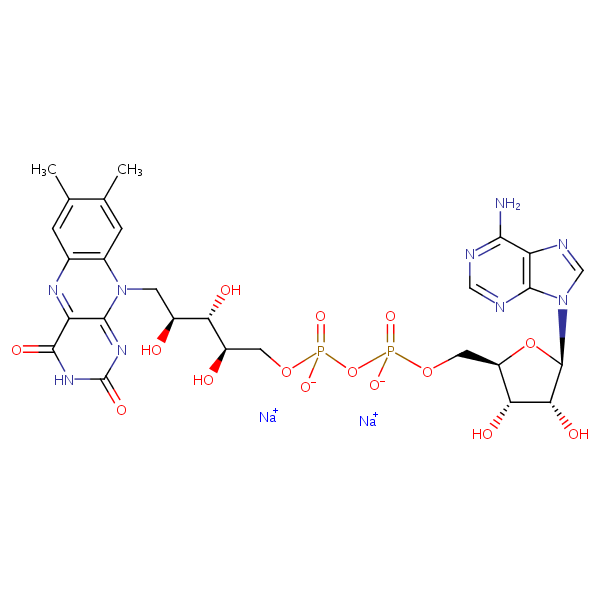 H₃C CH₃
NH₂
N N
N N OH O O N N
O N HO P O P O O
HN HO O O⁻ O⁻
O Na⁺ Na⁺ HO OH